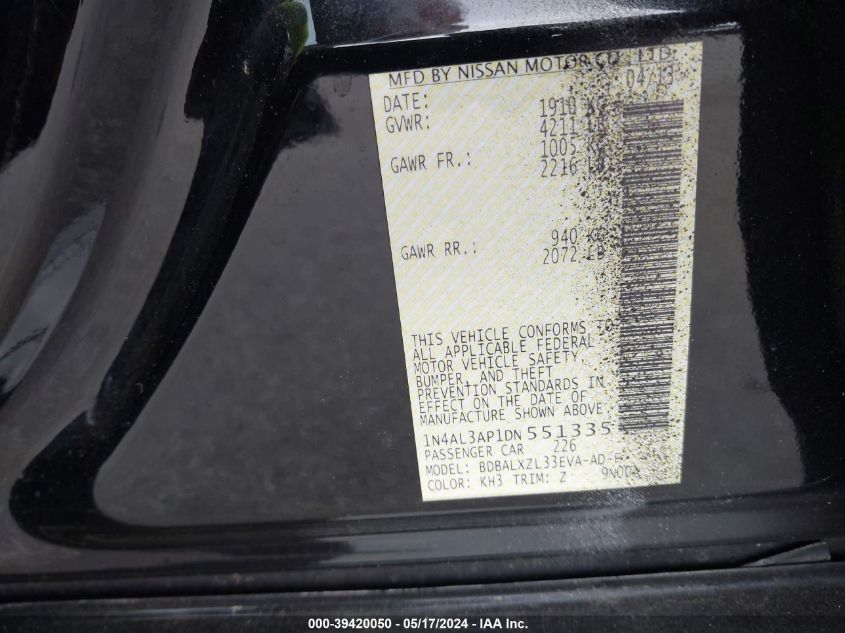 MFD BY NISSAN MOTOR CO., LTD.
DATE: 04/13
GVWR: 1910 KG
4211 LB
GAWR FR.: 1005 KG
2216 LB
GAWR RR.: 940 KG
2072 LB
THIS VEHICLE CONFORMS TO
ALL APPLICABLE FEDERAL
MOTOR VEHICLE SAFETY,
BUMPER, AND THEFT
PREVENTION STANDARDS IN
EFFECT ON THE DATE OF
MANUFACTURE SHOWN ABOVE.
1N4AL3AP1DN 551335
PASSENGER CAR 226
MODEL: BDBALXZL33EVA-AD-
COLOR: KH3 TRIM: Z
000-39420050 - 05/17/2024 - IAAI, Inc.